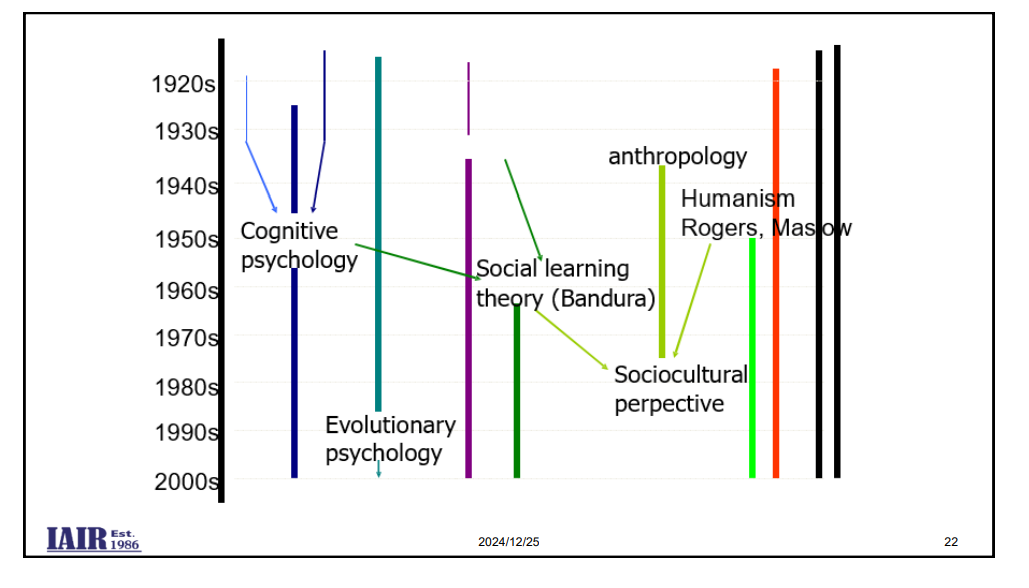 1920s
1930s
anthropology
1940s
Humanism
Rogers, Maslow
Cognitive
psychology
1950s
Social learning
theory (Bandura)
1960s
1970s
Sociocultural
perpective
1980s
Evolutionary
psychology
1990s
2000s
IAIR Est.
1986
2024/12/25
22